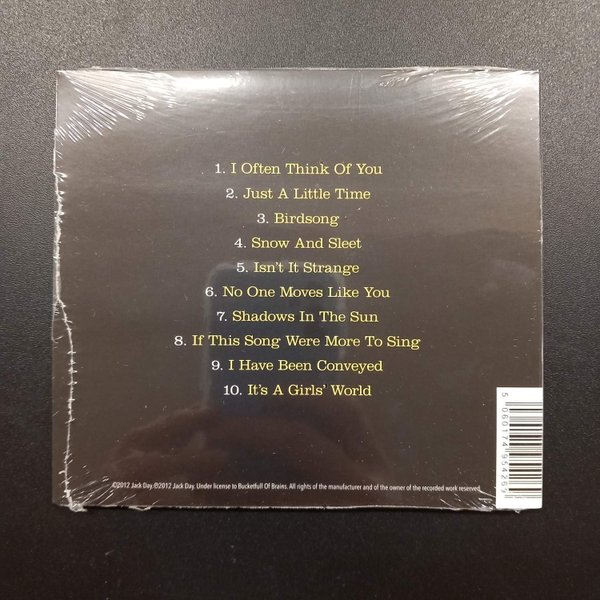 1. I Often Think Of You
2. Just A Little Time
3. Birdsong
4. Snow And Sleet
5. Isn't It Strange
6. No One Moves Like You
7. Shadows In The Sun
8. If This Song Were More To Sing
9. I Have Been Conveyed
10. It's A Girls' World
5 060174 954263
©2012 Jack Day.℗2012 Jack Day. Under license to Bucketfull Of Brains. All rights of the manufacturer and of the owner of the recorded work reserved.